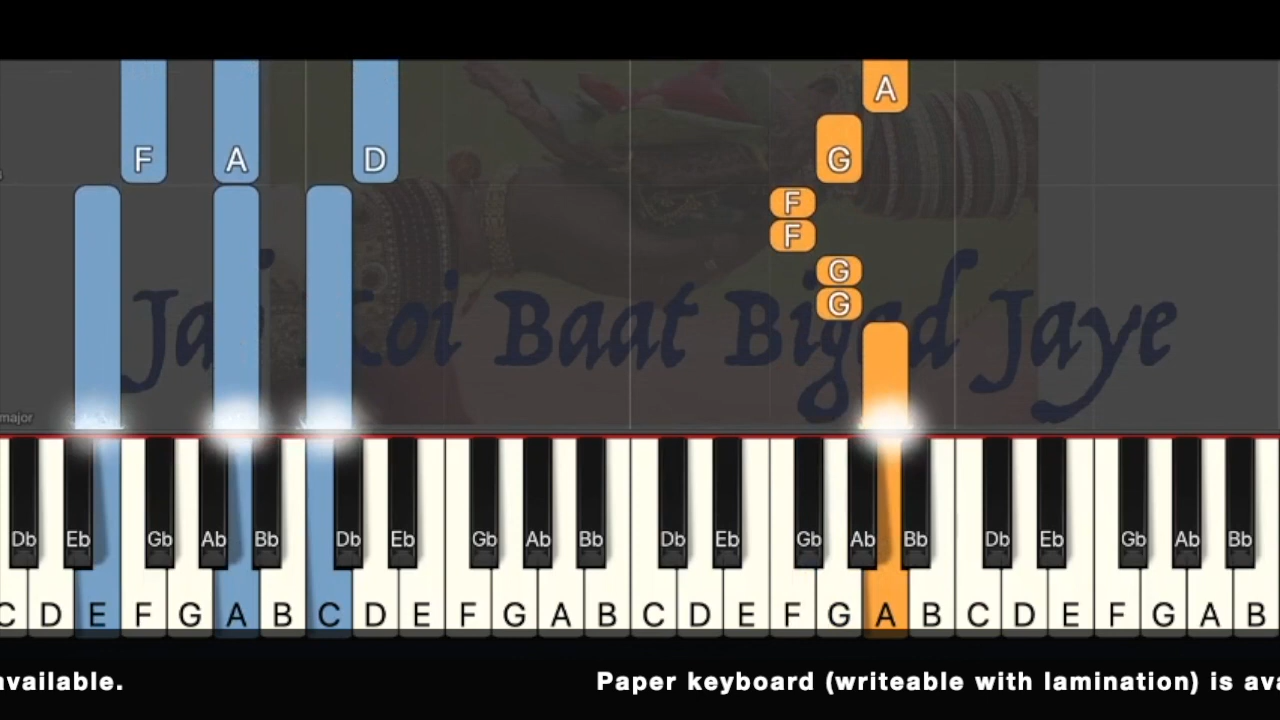 A
F A D G
F
F
G
Jab Koi Baat Bigad Jaye
G
major
Db Eb Gb Ab Bb Db Eb Gb Ab Bb Db Eb Gb Ab Bb Db Eb Gb Ab Bb
C D E F G A B C D E F G A B C D E F G A B C D E F G A B
available. Paper keyboard (writeable with lamination) is ava